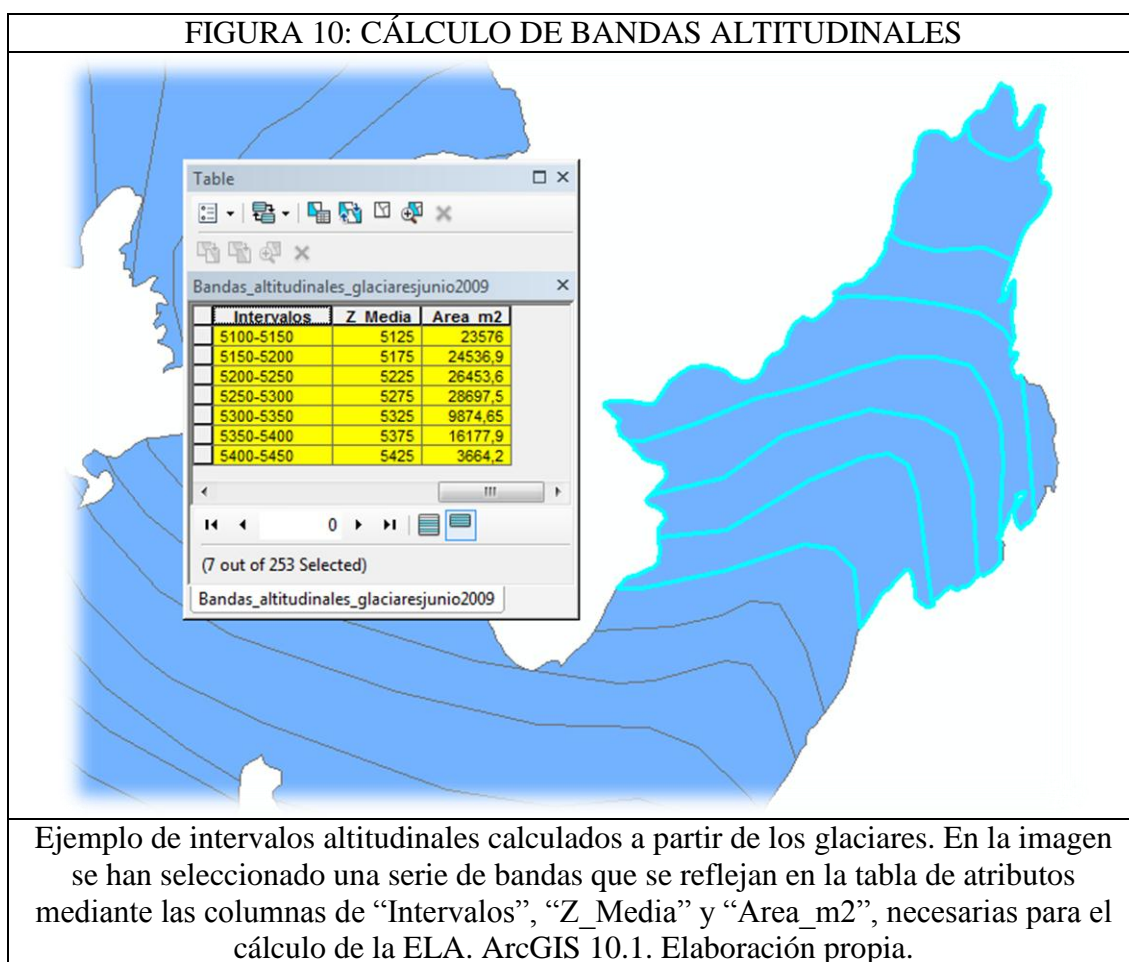 FIGURA 10: CÁLCULO DE BANDAS ALTITUDINALES
Table
Bandas_altitudinales_glaciaresjunio2009
Intervalos Z_Media Area_m2
5100-5150 5125 23576
5150-5200 5175 24536,9
5200-5250 5225 26453,6
5250-5300 5275 28697,5
5300-5350 5325 9874,65
5350-5400 5375 16177,9
5400-5450 5425 3664,2
0
(7 out of 253 Selected)
Bandas_altitudinales_glaciaresjunio2009
Ejemplo de intervalos altitudinales calculados a partir de los glaciares. En la imagen
se han seleccionado una serie de bandas que se reflejan en la tabla de atributos
mediante las columnas de “Intervalos”, “Z_Media” y “Area_m2”, necesarias para el
cálculo de la ELA. ArcGIS 10.1. Elaboración propia.